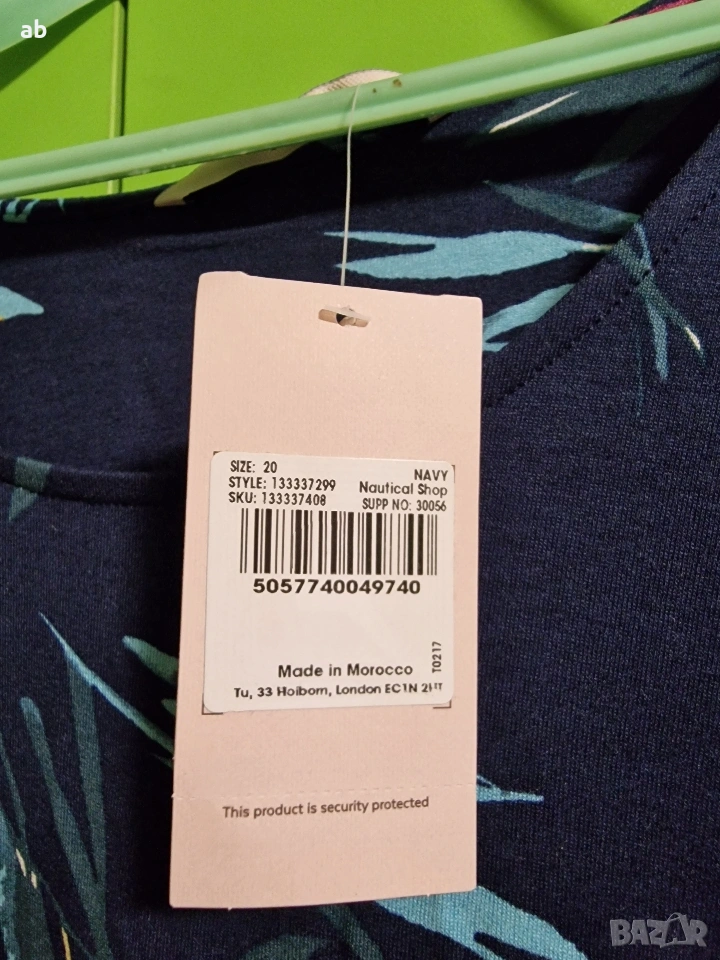 ab
SIZE: 20
NAVY
STYLE: 133337299
Nautical Shop
SKU: 133337408
SUPP NO: 30056
5057740049740
T0217
Made in Morocco
Tu, 33 Holborn, London EC1N 2HT
This product is security protected
BAZAR